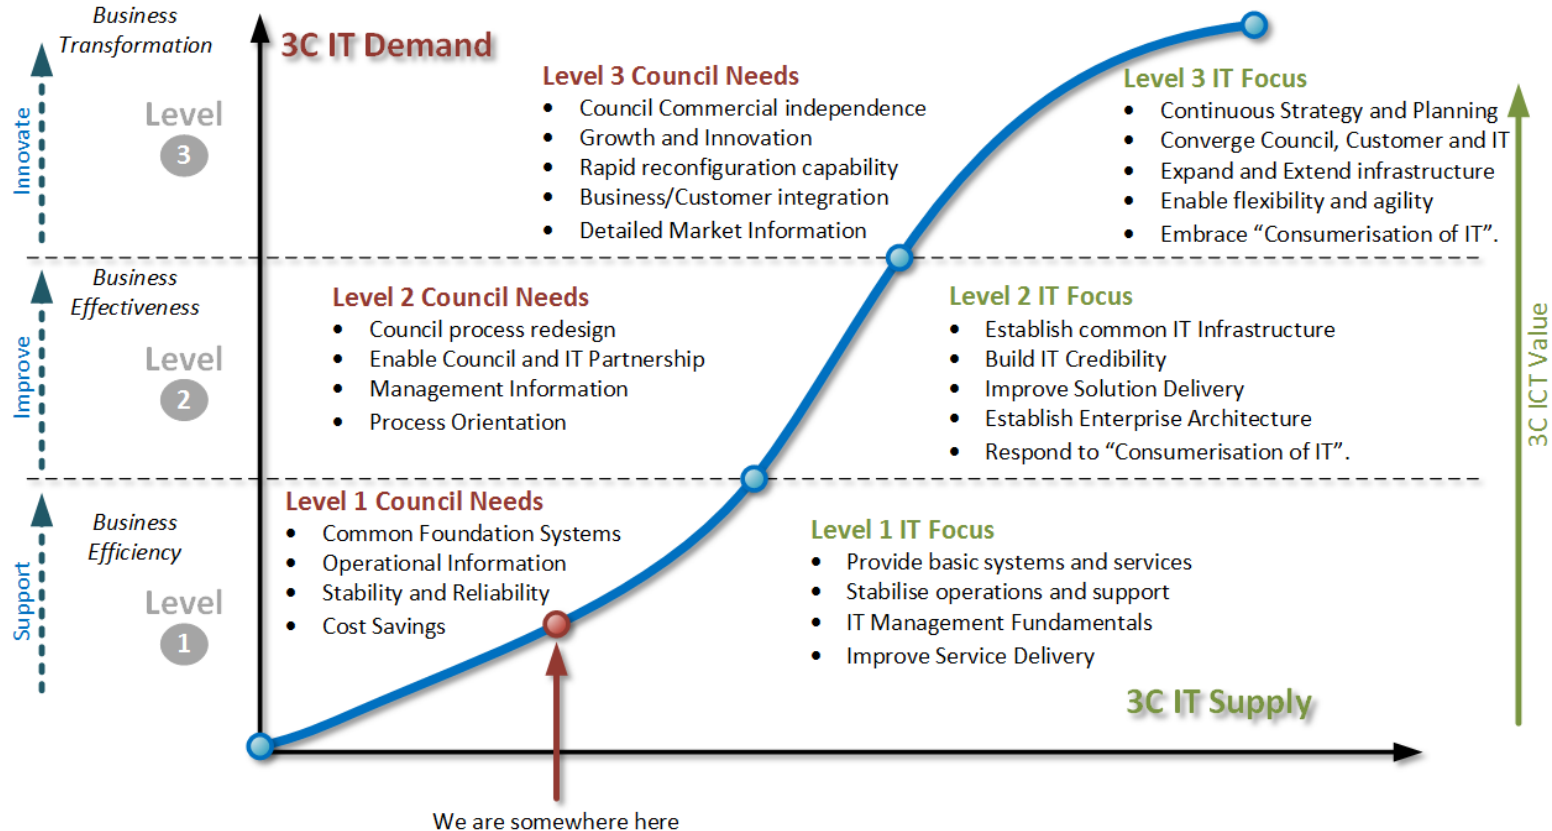 Business
Transformation
3C IT Demand
Level
3
Innovate
Level 3 Council Needs
• Council Commercial independence
• Growth and Innovation
• Rapid reconfiguration capability
• Business/Customer integration
• Detailed Market Information
Level 3 IT Focus
• Continuous Strategy and Planning
• Converge Council, Customer and IT
• Expand and Extend infrastructure
• Enable flexibility and agility
• Embrace “Consumerisation of IT”.
Business
Effectiveness
Level
2
Improve
Level 2 Council Needs
• Council process redesign
• Enable Council and IT Partnership
• Management Information
• Process Orientation
Level 2 IT Focus
• Establish common IT Infrastructure
• Build IT Credibility
• Improve Solution Delivery
• Establish Enterprise Architecture
• Respond to “Consumerisation of IT”.
3C ICT Value
Business
Efficiency
Level
1
Support
Level 1 Council Needs
• Common Foundation Systems
• Operational Information
• Stability and Reliability
• Cost Savings
Level 1 IT Focus
• Provide basic systems and services
• Stabilise operations and support
• IT Management Fundamentals
• Improve Service Delivery
3C IT Supply
We are somewhere here